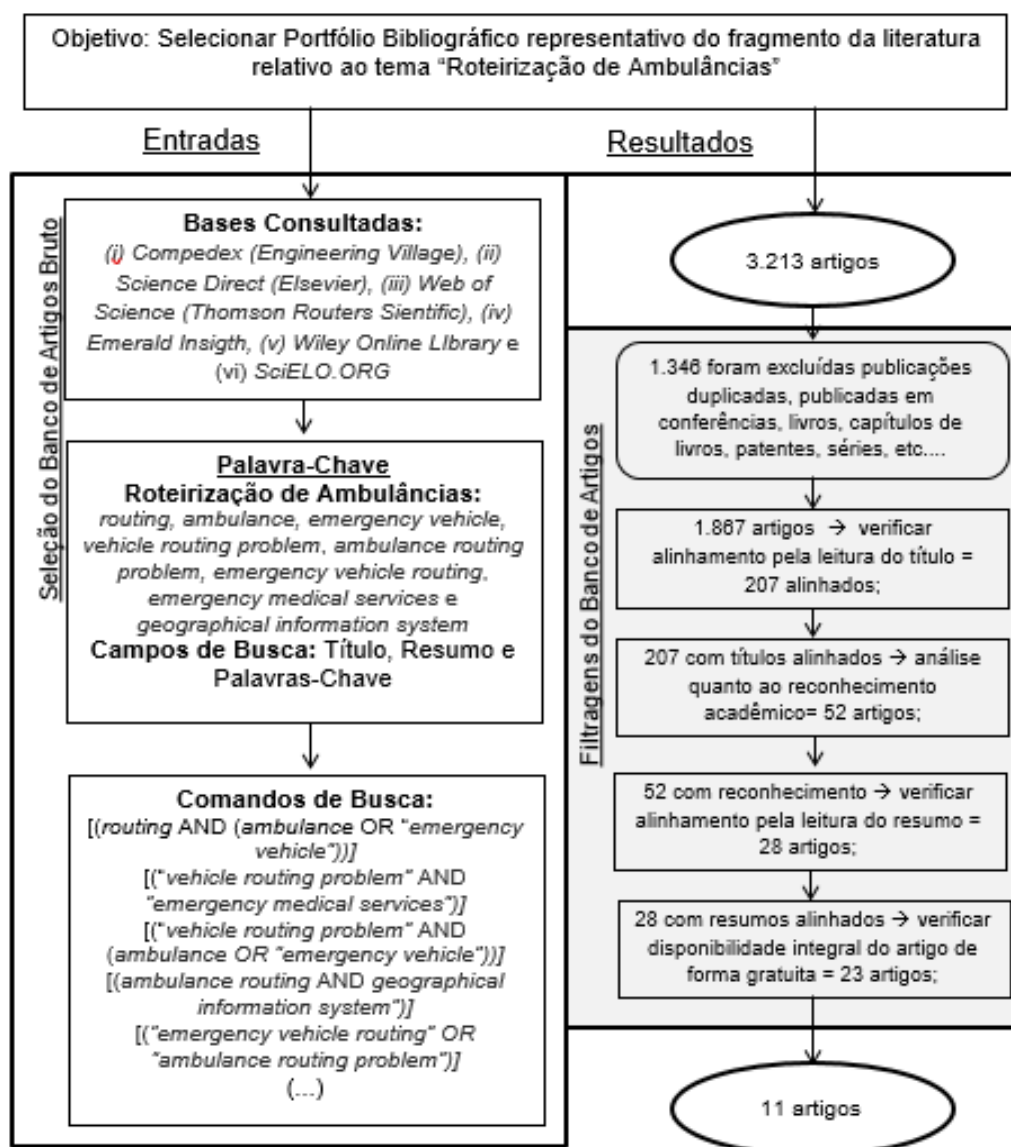 Objetivo: Selecionar Portfólio Bibliográfico representativo do fragmento da literatura
relativo ao tema “Roteirização de Ambulâncias”
Entradas
Resultados
Seleção do Banco de Artigos Bruto
Bases Consultadas:
(i) Compedex (Engineering Village), (ii)
Science Direct (Elsevier), (iii) Web of
Science (Thomson Routers Sientific), (iv)
Emerald Insigth, (v) Wiley Online LIbrary e
(vi) SciELO.ORG
Palavra-Chave
Roteirização de Ambulâncias:
routing, ambulance, emergency vehicle,
vehicle routing problem, ambulance routing
problem, emergency vehicle routing,
emergency medical services e
geographical information system
Campos de Busca: Título, Resumo e
Palavras-Chave
Comandos de Busca:
[(routing AND (ambulance OR “emergency
vehicle”))]
[(“vehicle routing problem” AND
“emergency medical services”)]
[(“vehicle routing problem” AND
(ambulance OR “emergency vehicle”))]
[(ambulance routing AND geographical
information system”)]
[(“emergency vehicle routing” OR
“ambulance routing problem”)]
(...)
3.213 artigos
Filtragens do Banco de Artigos
1.346 foram excluídas publicações
duplicadas, publicadas em
conferências, livros, capítulos de
livros, patentes, séries, etc....
1.867 artigos → verificar
alinhamento pela leitura do título =
207 alinhados;
207 com títulos alinhados → análise
quanto ao reconhecimento
acadêmico= 52 artigos;
52 com reconhecimento → verificar
alinhamento pela leitura do resumo =
28 artigos;
28 com resumos alinhados → verificar
disponibilidade integral do artigo de
forma gratuita = 23 artigos;
11 artigos